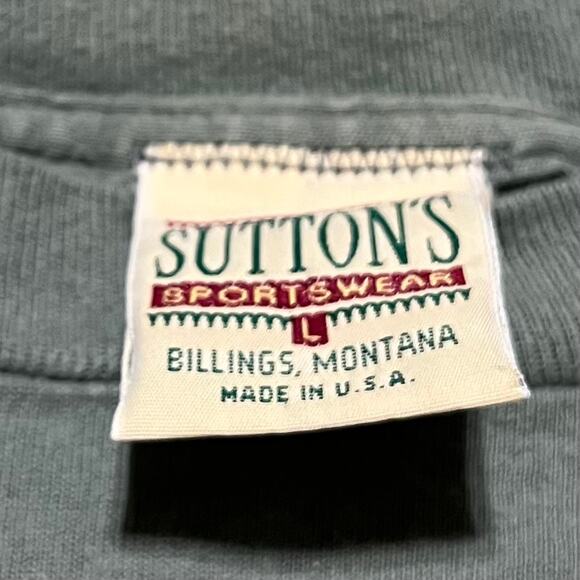 SUTTON'S
SPORTSWEAR
L
BILLINGS, MONTANA
MADE IN U.S.A.